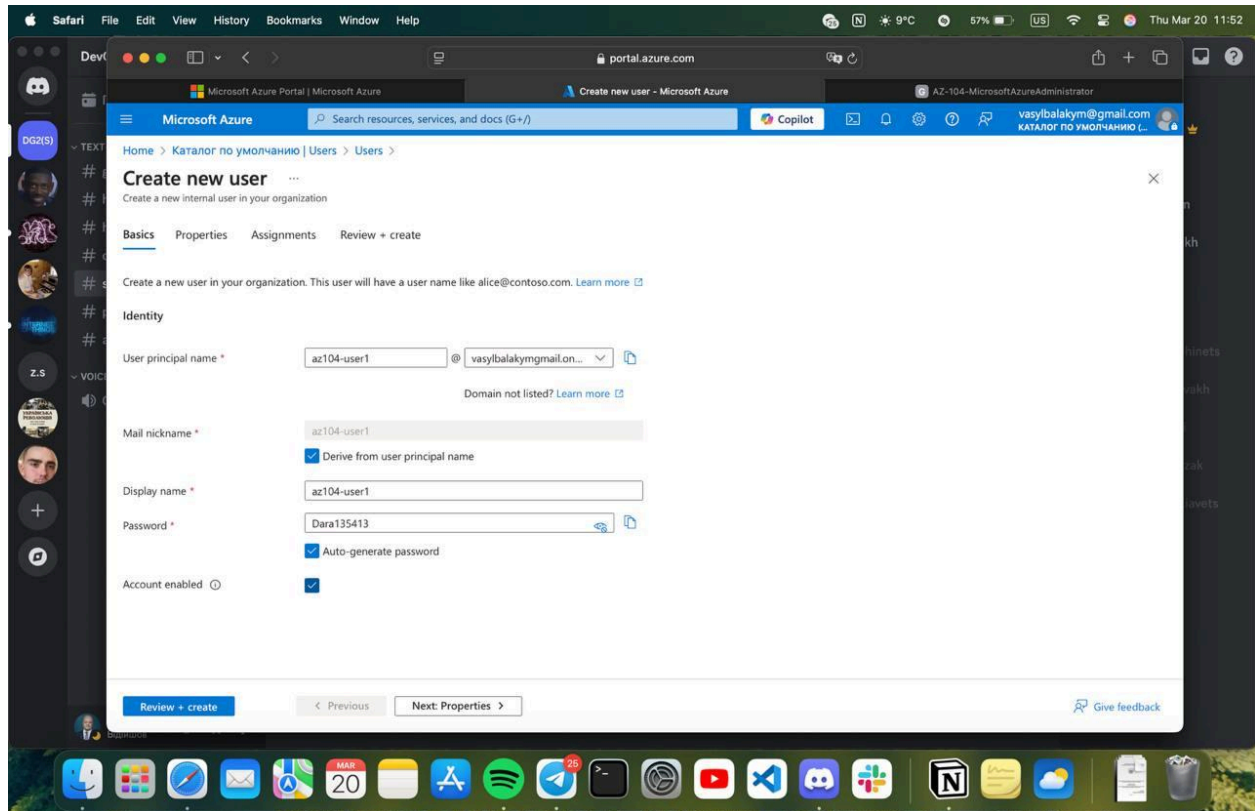 Safari File Edit View History Bookmarks Window Help 9°C 57% US Thu Mar 20 11:52
portal.azure.com
Microsoft Azure Portal | Microsoft Azure
Create new user - Microsoft Azure
G AZ-104-MicrosoftAzureAdministrator
Microsoft Azure
Search resources, services, and docs (G+/)
Copilot
vasylbalakym@gmail.com
КАТАЛОГ ПО УМОЛЧАНИЮ (...
DG2(S)
Home > Каталог по умолчанию | Users > Users >
Create new user ...
Create a new internal user in your organization
Basics Properties Assignments Review + create
Create a new user in your organization. This user will have a user name like alice@contoso.com. Learn more
Identity
User principal name * az104-user1 @ vasylbalakymgmail.on...
Domain not listed? Learn more
Mail nickname * az104-user1
Derive from user principal name
Display name * az104-user1
Password * Dara135413
Auto-generate password
Account enabled
z.s
Review + create < Previous Next: Properties > Give feedback
25
MAR
20